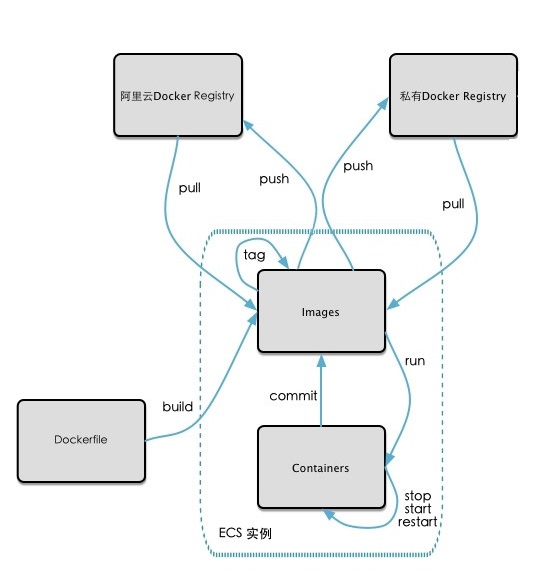 阿里云Docker Registry
私有Docker Registry
pull
push
push
pull
tag
Images
run
build
commit
Dockerfile
Containers
stop
start
restart
ECS 实例